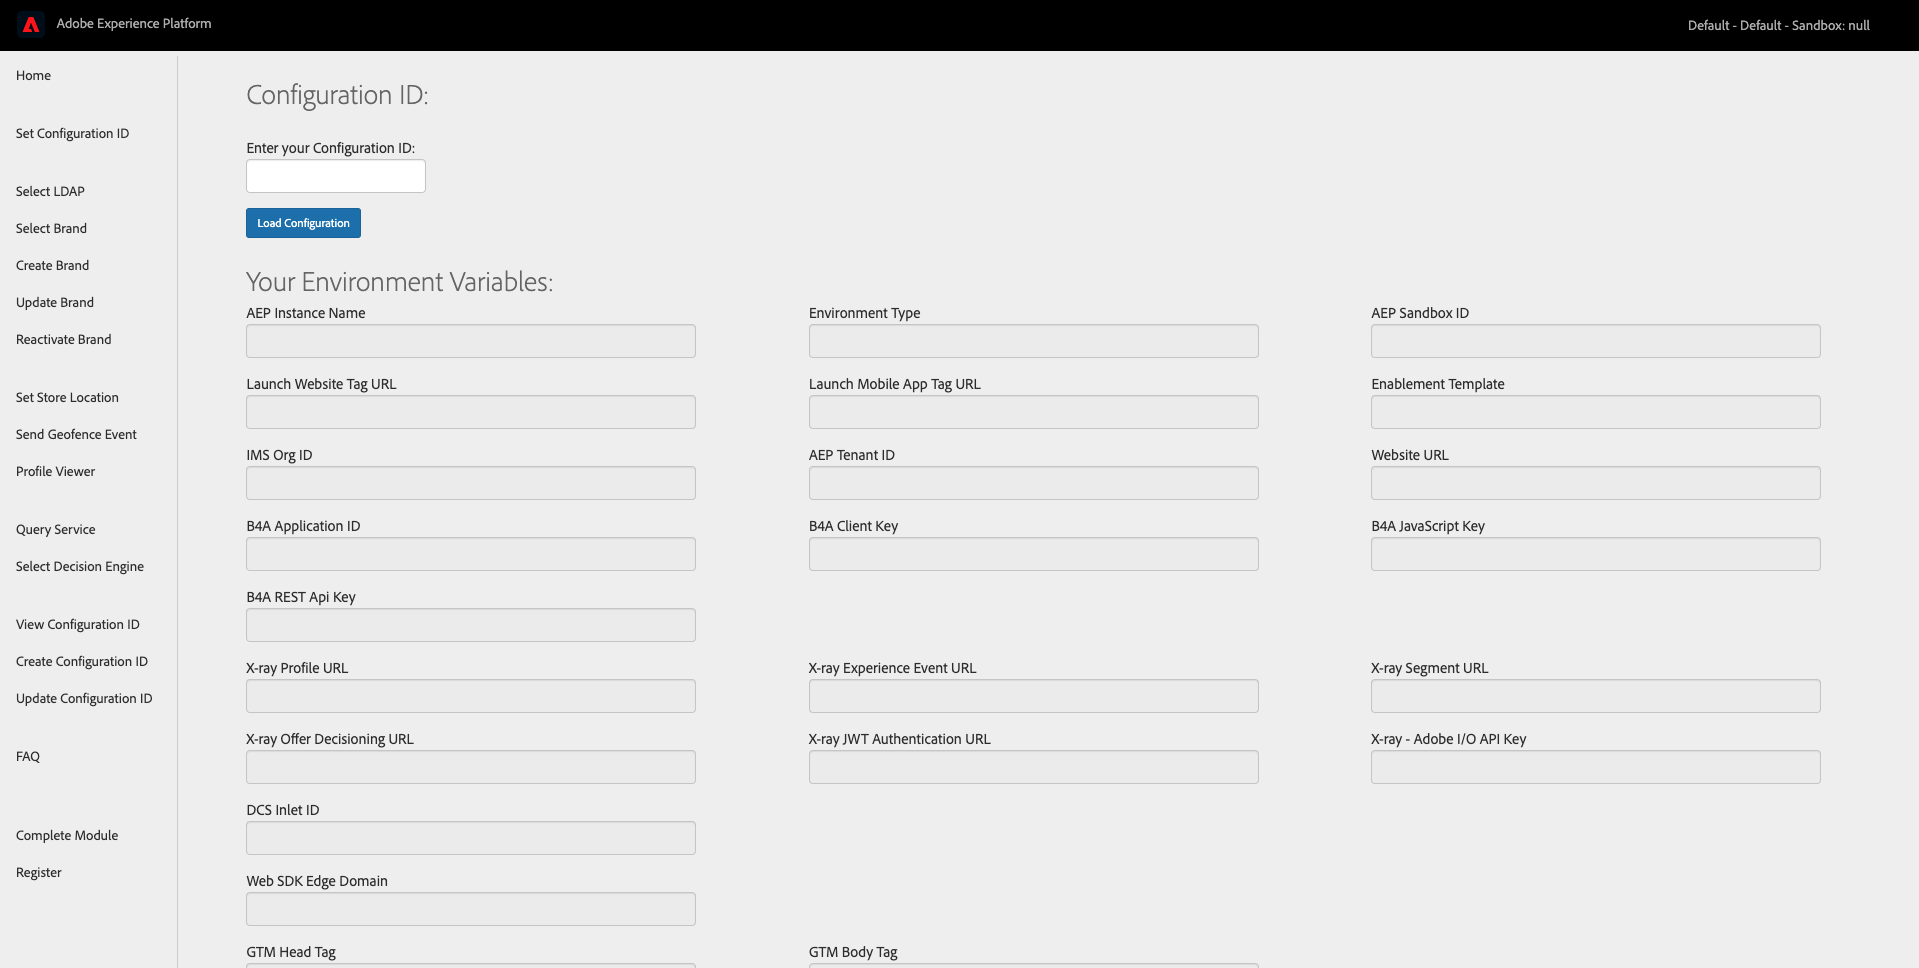 Adobe Experience Platform
Default - Default - Sandbox: null
Home
Set Configuration ID
Select LDAP
Select Brand
Create Brand
Update Brand
Reactivate Brand
Set Store Location
Send Geofence Event
Profile Viewer
Query Service
Select Decision Engine
View Configuration ID
Create Configuration ID
Update Configuration ID
FAQ
Complete Module
Register
Configuration ID:
Enter your Configuration ID:
Load Configuration
Your Environment Variables:
AEP Instance Name
Environment Type
AEP Sandbox ID
Launch Website Tag URL
Launch Mobile App Tag URL
Enablement Template
IMS Org ID
AEP Tenant ID
Website URL
B4A Application ID
B4A Client Key
B4A JavaScript Key
B4A REST Api Key
X-ray Profile URL
X-ray Experience Event URL
X-ray Segment URL
X-ray Offer Decisioning URL
X-ray JWT Authentication URL
X-ray - Adobe I/O API Key
DCS Inlet ID
Web SDK Edge Domain
GTM Head Tag
GTM Body Tag